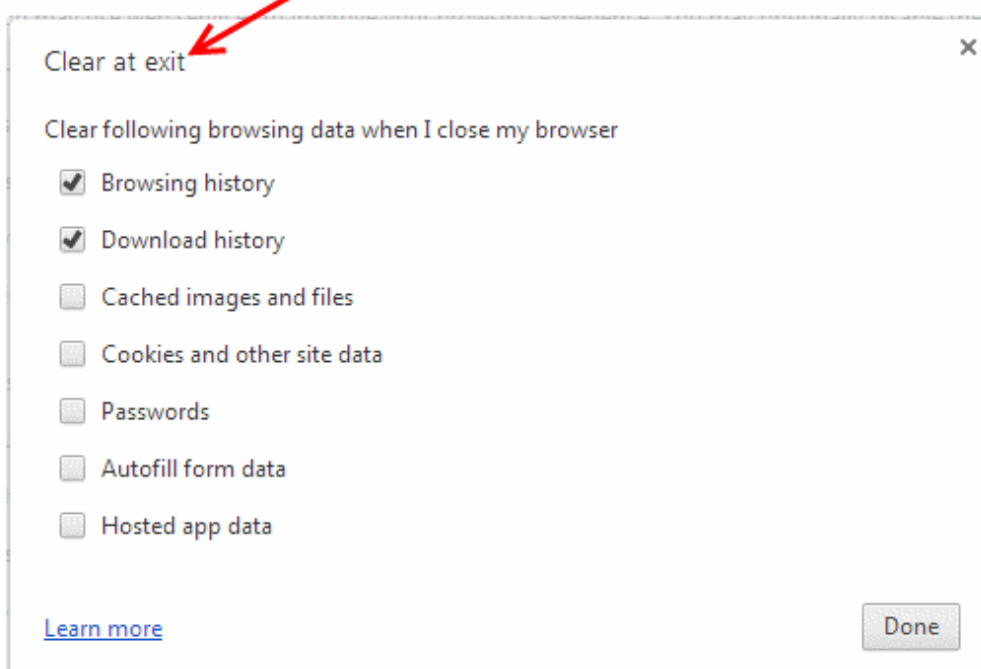 Clear at exit
Clear following browsing data when I close my browser
Browsing history
Download history
Cached images and files
Cookies and other site data
Passwords
Autofill form data
Hosted app data
Learn more
Done